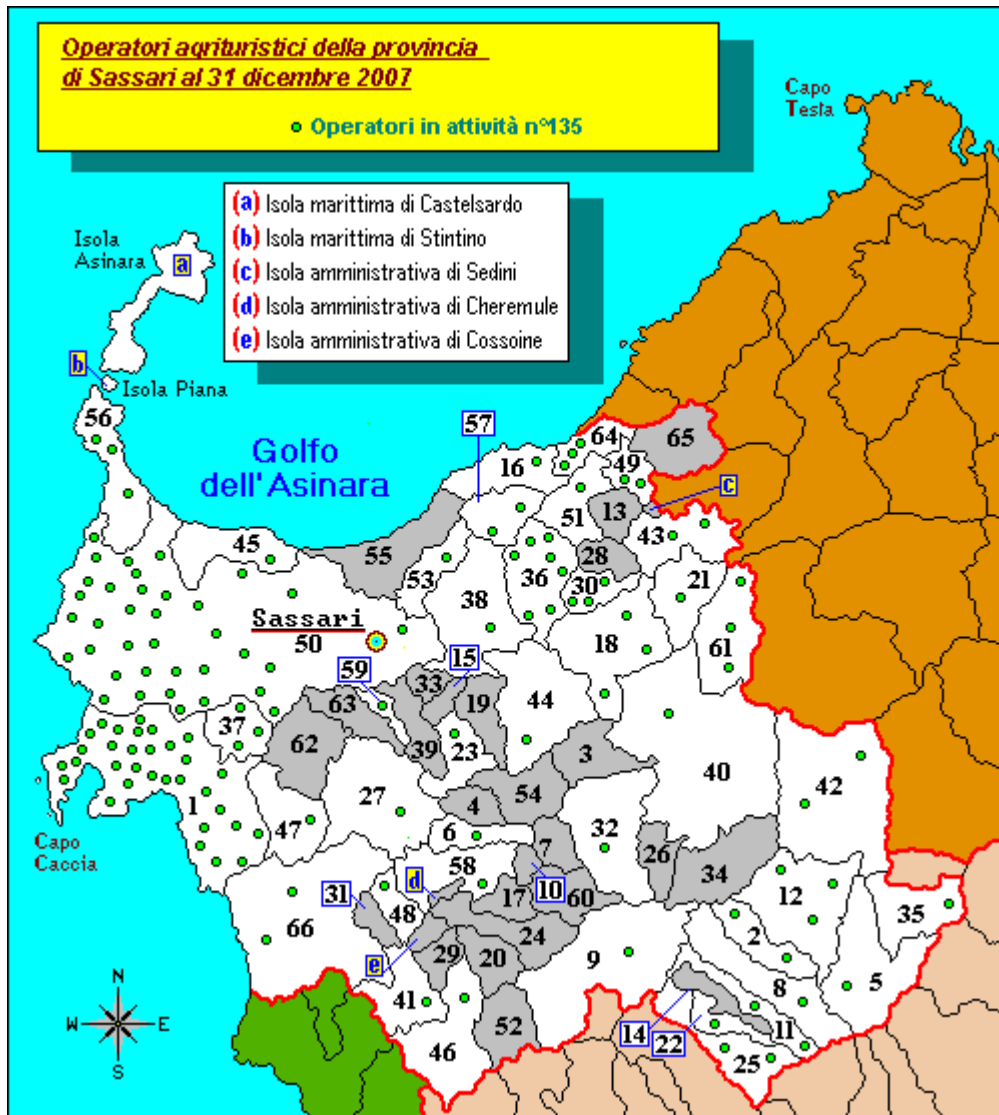 Operatori agrituristici della provincia
di Sassari al 31 dicembre 2007
Operatori in attività n°135
Capo
Testa
(a) Isola marittima di Castelsardo
(b) Isola marittima di Stintino
(c) Isola amministrativa di Sedini
(d) Isola amministrativa di Cheremule
(e) Isola amministrativa di Cossoine
Isola
Asinara
a
b
Isola Piana
56
57
64
65
Golfo
dell'Asinara
16
49
c
51
13
43
45
55
28
53
36
30
21
38
Sassari
50
18
61
59
15
33
63
19
44
37
62
39
23
3
40
42
27
54
4
1
47
6
32
7
26
Capo
Caccia
58
34
d
10
12
31
48
17
60
35
66
24
2
e
29
20
9
5
8
41
14
22
11
52
46
25
N
W
E
S